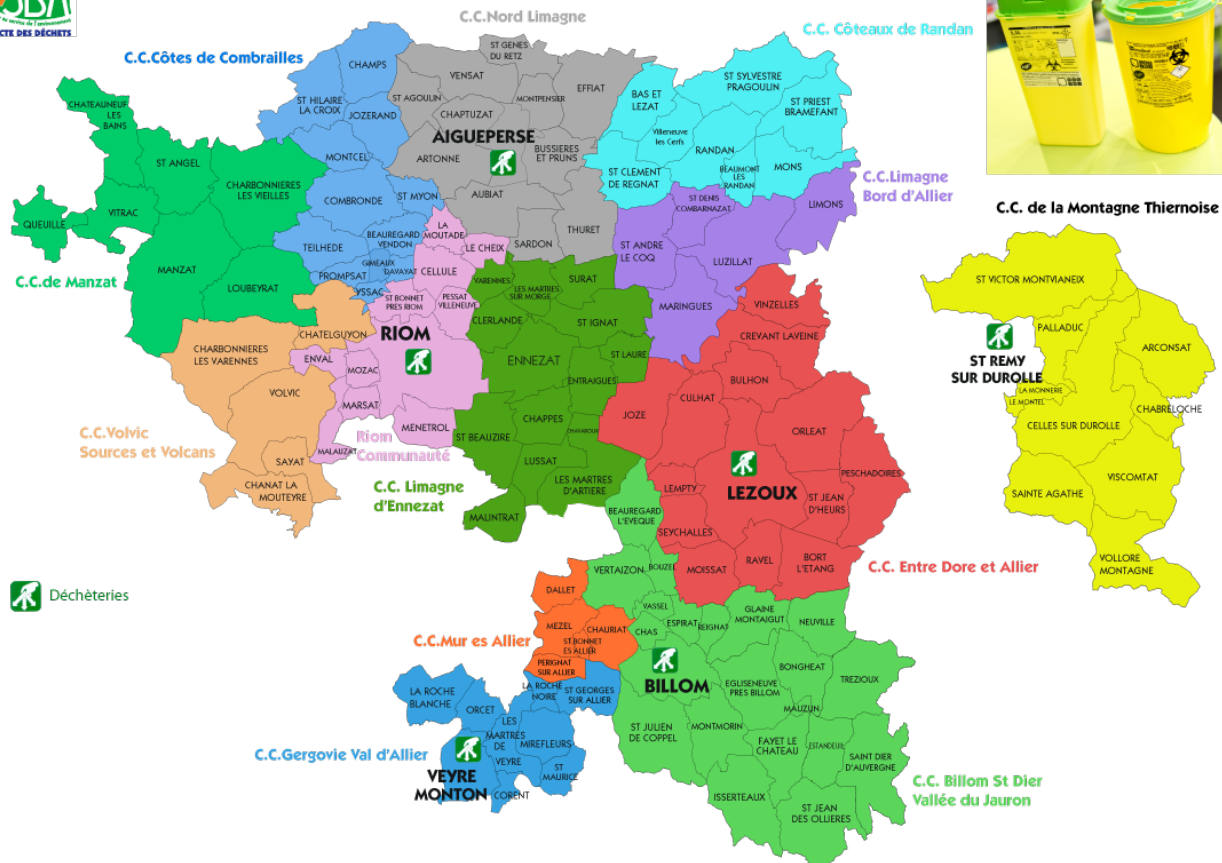 SBA
CTE DES DÉCHETS
C.C.Nord Limagne
C.C. Côteaux de Randan
C.C.Côtes de Combrailles
ST GENES
DU RETZ
CHAMPS
VENSAT
EFFIAT
ST SYLVESTRE
PRAGOULIN
CHATEAUNEUF
LES
BAINS
ST HILAIRE
LA CROIX
ST AGOULIN
MONTPENSIER
BAS ET
LEZAT
ST PRIEST
BRAMEFANT
JOZERAND
CHAPTUZAT
AIGUEPERSE
Villeneuve
les Cerfs
RANDAN
ST ANGEL
MONTCEL
ARTONNE
BUSSIERES
ET PRUNS
ST CLEMENT
DE REGNAT
BEAUMONT
LES
RANDAN
MONS
CHARBONNIERES
LES VIEILLES
COMBRONDE
ST MYON
AUBIAT
ST DENIS
COMBARNAZAT
LIMONS
C.C.Limagne
Bord d'Allier
QUEUILLE
VITRAC
C.C. de la Montagne Thiernoise
LA
MOUTADE
BEAUREGARD
VENDON
TEILHEDE
LE CHEIX
SARDON
THURET
ST ANDRE
LE COQ
LUZILLAT
MANZAT
C.C.de Manzat
LOUBEYRAT
GIMEAUX
DAVAYAT
PROMPSAT
YSSAC
CELLULE
VARENNES
LES MARTRES
SUR MORGE
SURAT
ST VICTOR MONTVIANEIX
ST BONNET
PRES RIOM
PESSAT
VILLENEUVE
MARINGUES
VINZELLES
CLERLANDE
ST IGNAT
CHATELGUYON
RIOM
CREVANT LAVEINE
PALLADUC
CHARBONNIERES
LES VARENNES
ENVAL
MOZAC
ENNEZAT
ST LAURE
ST REMY
SUR DUROLLE
ARCONSAT
ENTRAIGUES
BULHON
VOLVIC
MARSAT
CULHAT
LA MONNERIE
LE MONTEL
CHABRELOCHE
MENETROL
CHAPPES
CHAVAROUX
JOZE
ORLEAT
CELLES SUR DUROLLE
C.C.Volvic
Sources et Volcans
MALAUZAT
Riom
Communauté
ST BEAUZIRE
SAYAT
LUSSAT
PESCHADOIRES
VISCOMTAT
CHANAT LA
MOUTEYRE
C.C. Limagne
d'Ennezat
LES MARTRES
D'ARTIERE
LEMPTY
LEZOUX
ST JEAN
D'HEURS
SAINTE AGATHE
MALINTRAT
BEAUREGARD
L'EVEQUE
SEYCHALLES
VOLLORE
MONTAGNE
MOISSAT
RAVEL
BORT
L'ETANG
C.C. Entre Dore et Allier
VERTAIZON
BOUZEL
Déchèteries
DALLET
VASSEL
GLAINE
MONTAIGUT
NEUVILLE
C.C.Mur es Allier
MEZEL
CHAURIAT
CHAS
ESPIRAT
REIGNAT
ST BONNET
ES ALLIER
PERIGNAT
SUR ALLIER
BILLOM
BONGHEAT
TREZIOUX
LA ROCHE
BLANCHE
LA ROCHE
NOIRE
ST GEORGES
SUR ALLIER
EGLISENEUVE
PRES BILLOM
MAUZUN
ORCET
LES
MARTRES
DE
VEYRE
MIREFLEURS
ST JULIEN
DE COPPEL
MONTMORIN
FAYET LE
CHATEAU
ESTANDEUIL
C.C.Gergovie Val d'Allier
SAINT DIER
D'AUVERGNE
VEYRE
MONTON
ST
MAURICE
CORENT
ISSERTEAUX
ST JEAN
DES OLLIERES
C.C. Billom St Dier
Vallée du Jauron